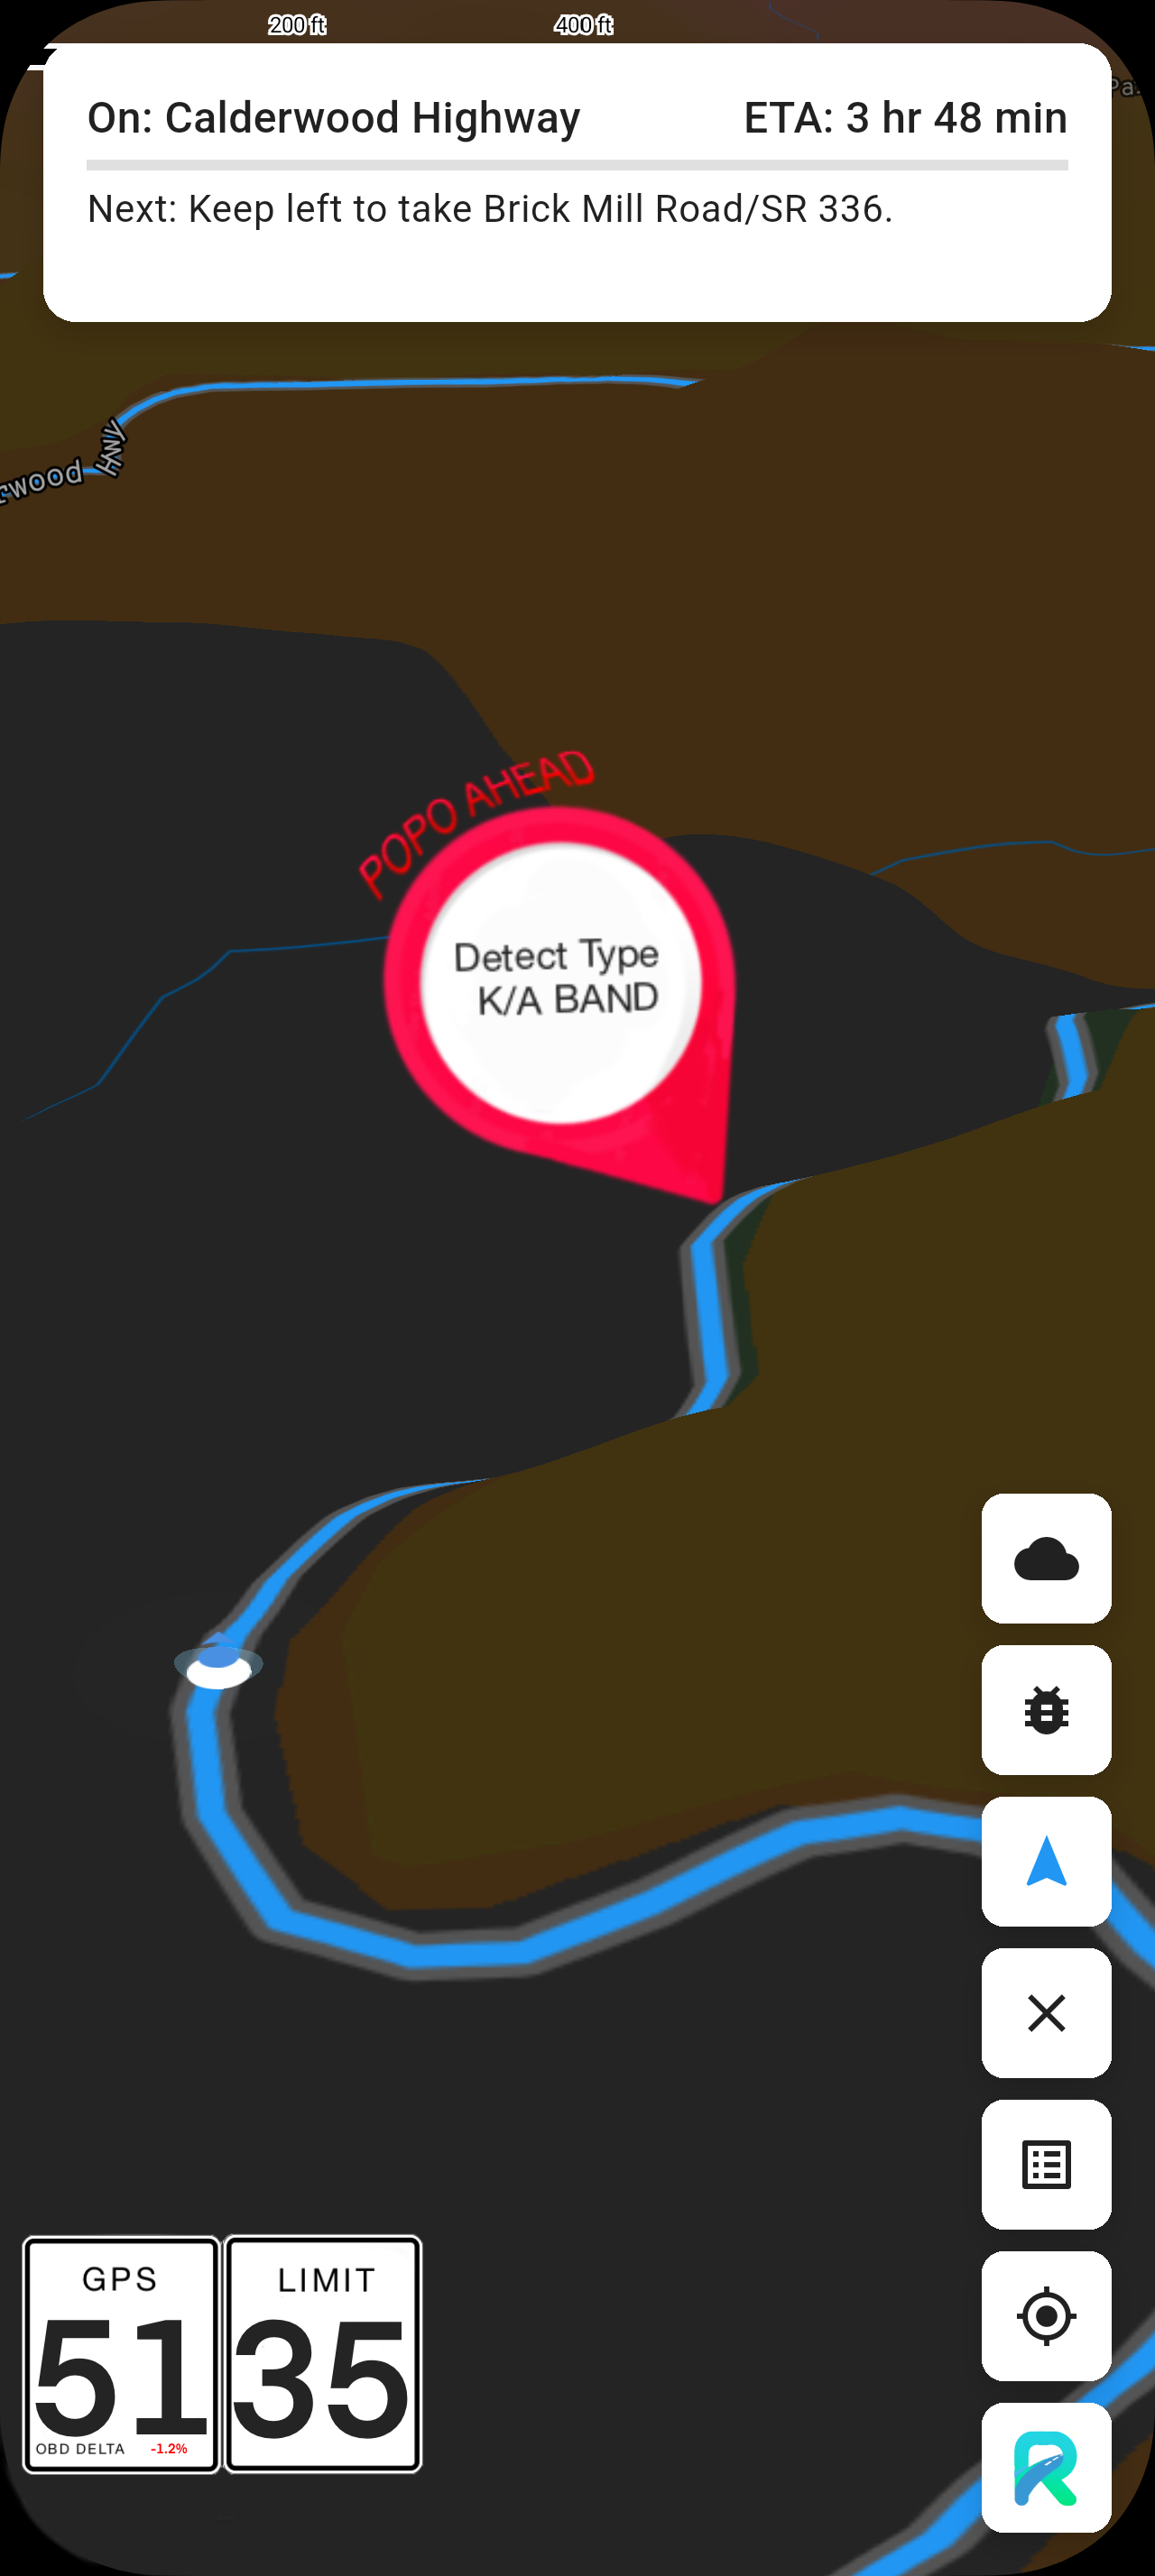 200 ft
400 ft
On: Calderwood Highway
ETA: 3 hr 48 min
Next: Keep left to take Brick Mill Road/SR 336.
Hwy
POPO AHEAD
Detect Type
K/A BAND
GPS
51
OBD DELTA -1.2%
LIMIT
35